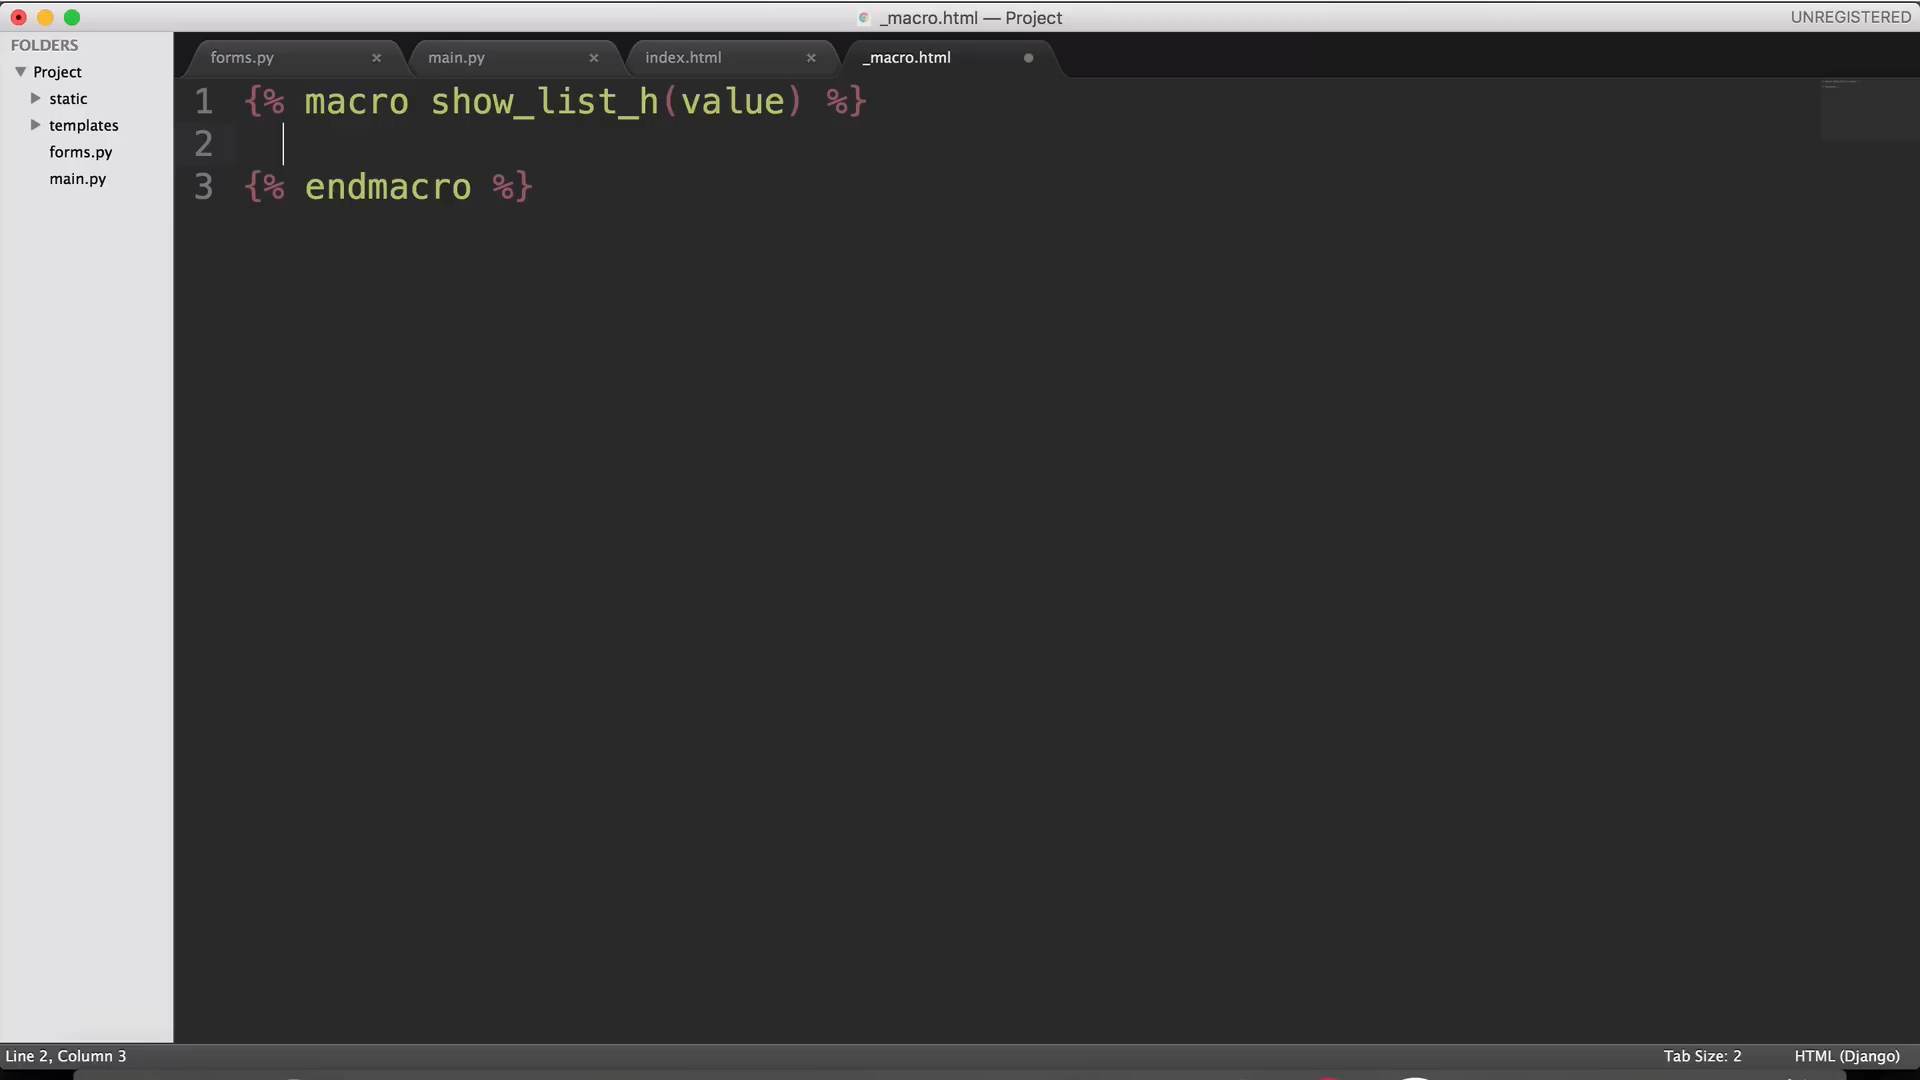 _macro.html — Project
UNREGISTERED
FOLDERS
Project
static
templates
forms.py
main.py
forms.py
main.py
index.html
_macro.html
1 {% macro show_list_h(value) %}
2
3 {% endmacro %}
Line 2, Column 3
Tab Size: 2
HTML (Django)